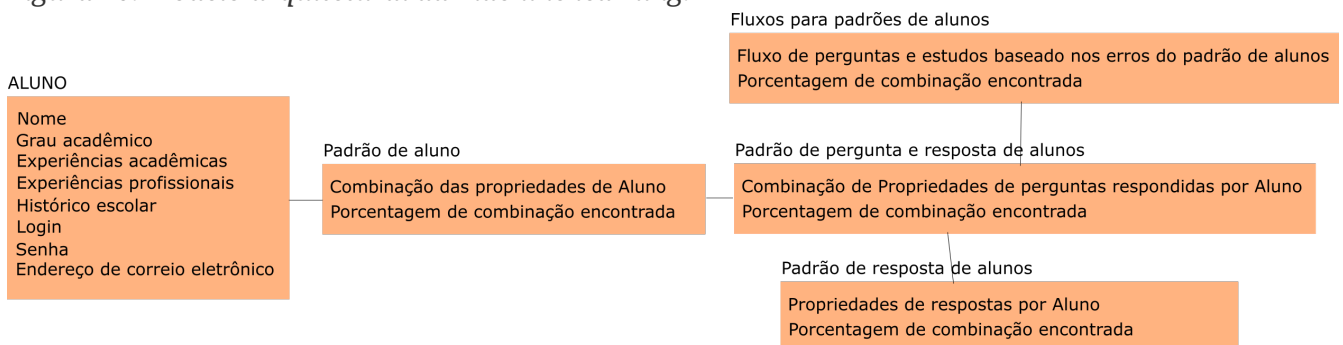 Fluxos para padrões de alunos
Fluxo de perguntas e estudos baseado nos erros do padrão de alunos
Porcentagem de combinação encontrada
ALUNO
Nome
Grau acadêmico
Experiências acadêmicas
Experiências profissionais
Histórico escolar
Login
Senha
Endereço de correio eletrônico
Padrão de aluno
Combinação das propriedades de Aluno
Porcentagem de combinação encontrada
Padrão de pergunta e resposta de alunos
Combinação de Propriedades de perguntas respondidas por Aluno
Porcentagem de combinação encontrada
Padrão de resposta de alunos
Propriedades de respostas por Aluno
Porcentagem de combinação encontrada